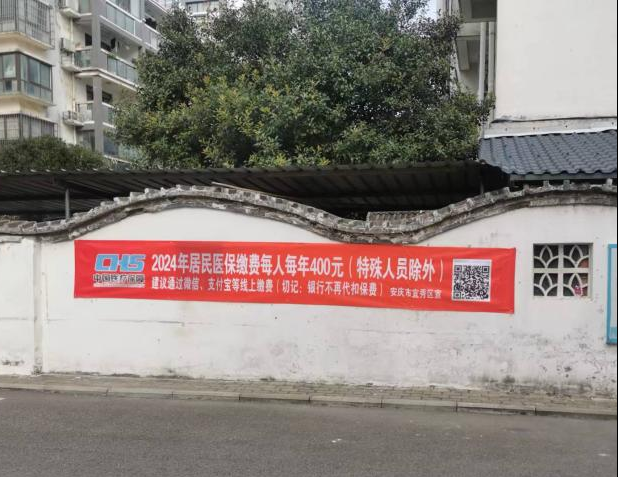 CHS
中国医疗保障
2024年居民医保缴费每人每年400元（特殊人员除外）
建议通过微信、支付宝等线上缴费（切记：银行不再代扣保费） 安庆市宜秀区宣